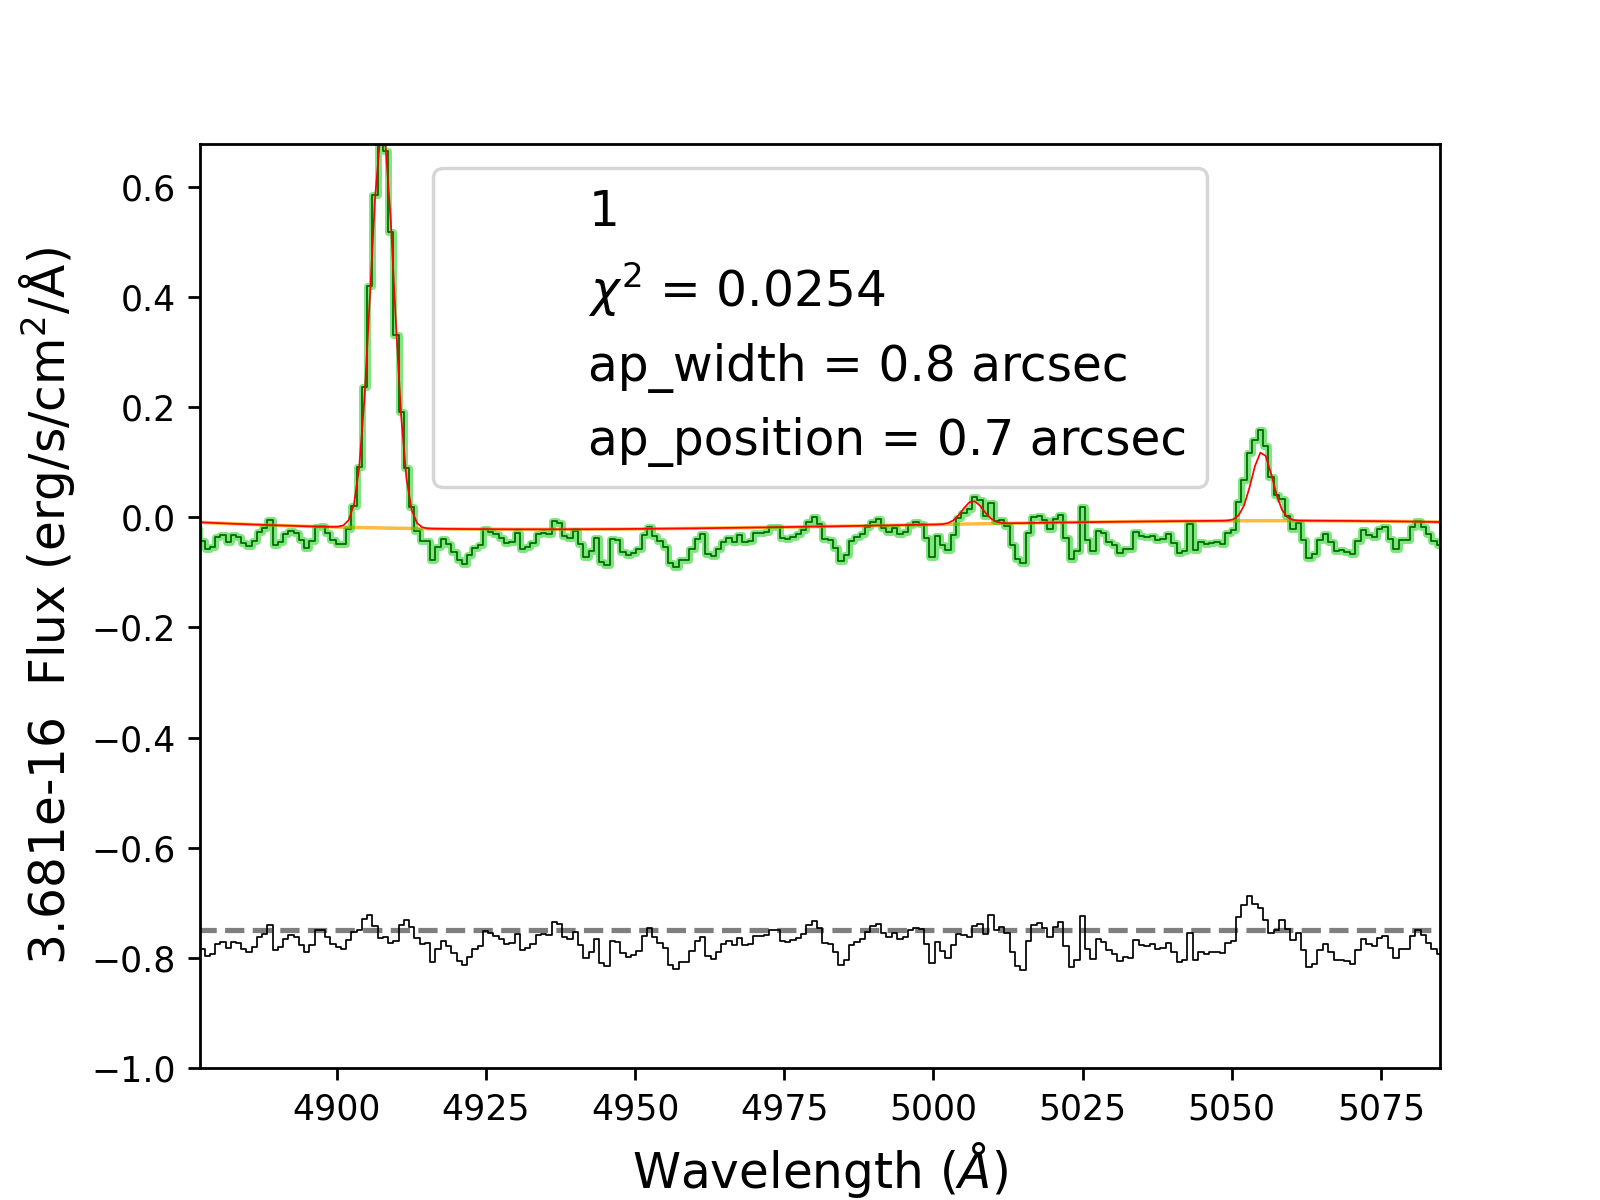 1
χ² = 0.0254
ap_width = 0.8 arcsec
ap_position = 0.7 arcsec
3.681e-16 Flux (erg/s/cm²/Å)
0.6
0.4
0.2
0.0
−0.2
−0.4
−0.6
−0.8
−1.0
4900 4925 4950 4975 5000 5025 5050 5075
Wavelength (Å)